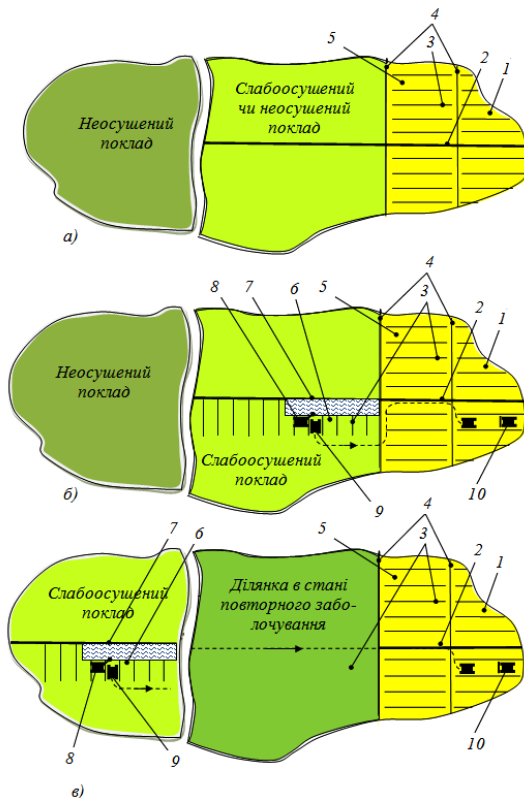 4
5
3
2
1
Неосушений
поклад
Слабоосушений
чи неосушений
поклад
а)
4
8
7
6
5
3
2
1
Неосушений
поклад
Слабоосушений
поклад
б)
9
10
4
7
6
5
3
2
1
Слабоосушений
поклад
Ділянка в стані
повторного забо-
лочування
8
9
10
в)